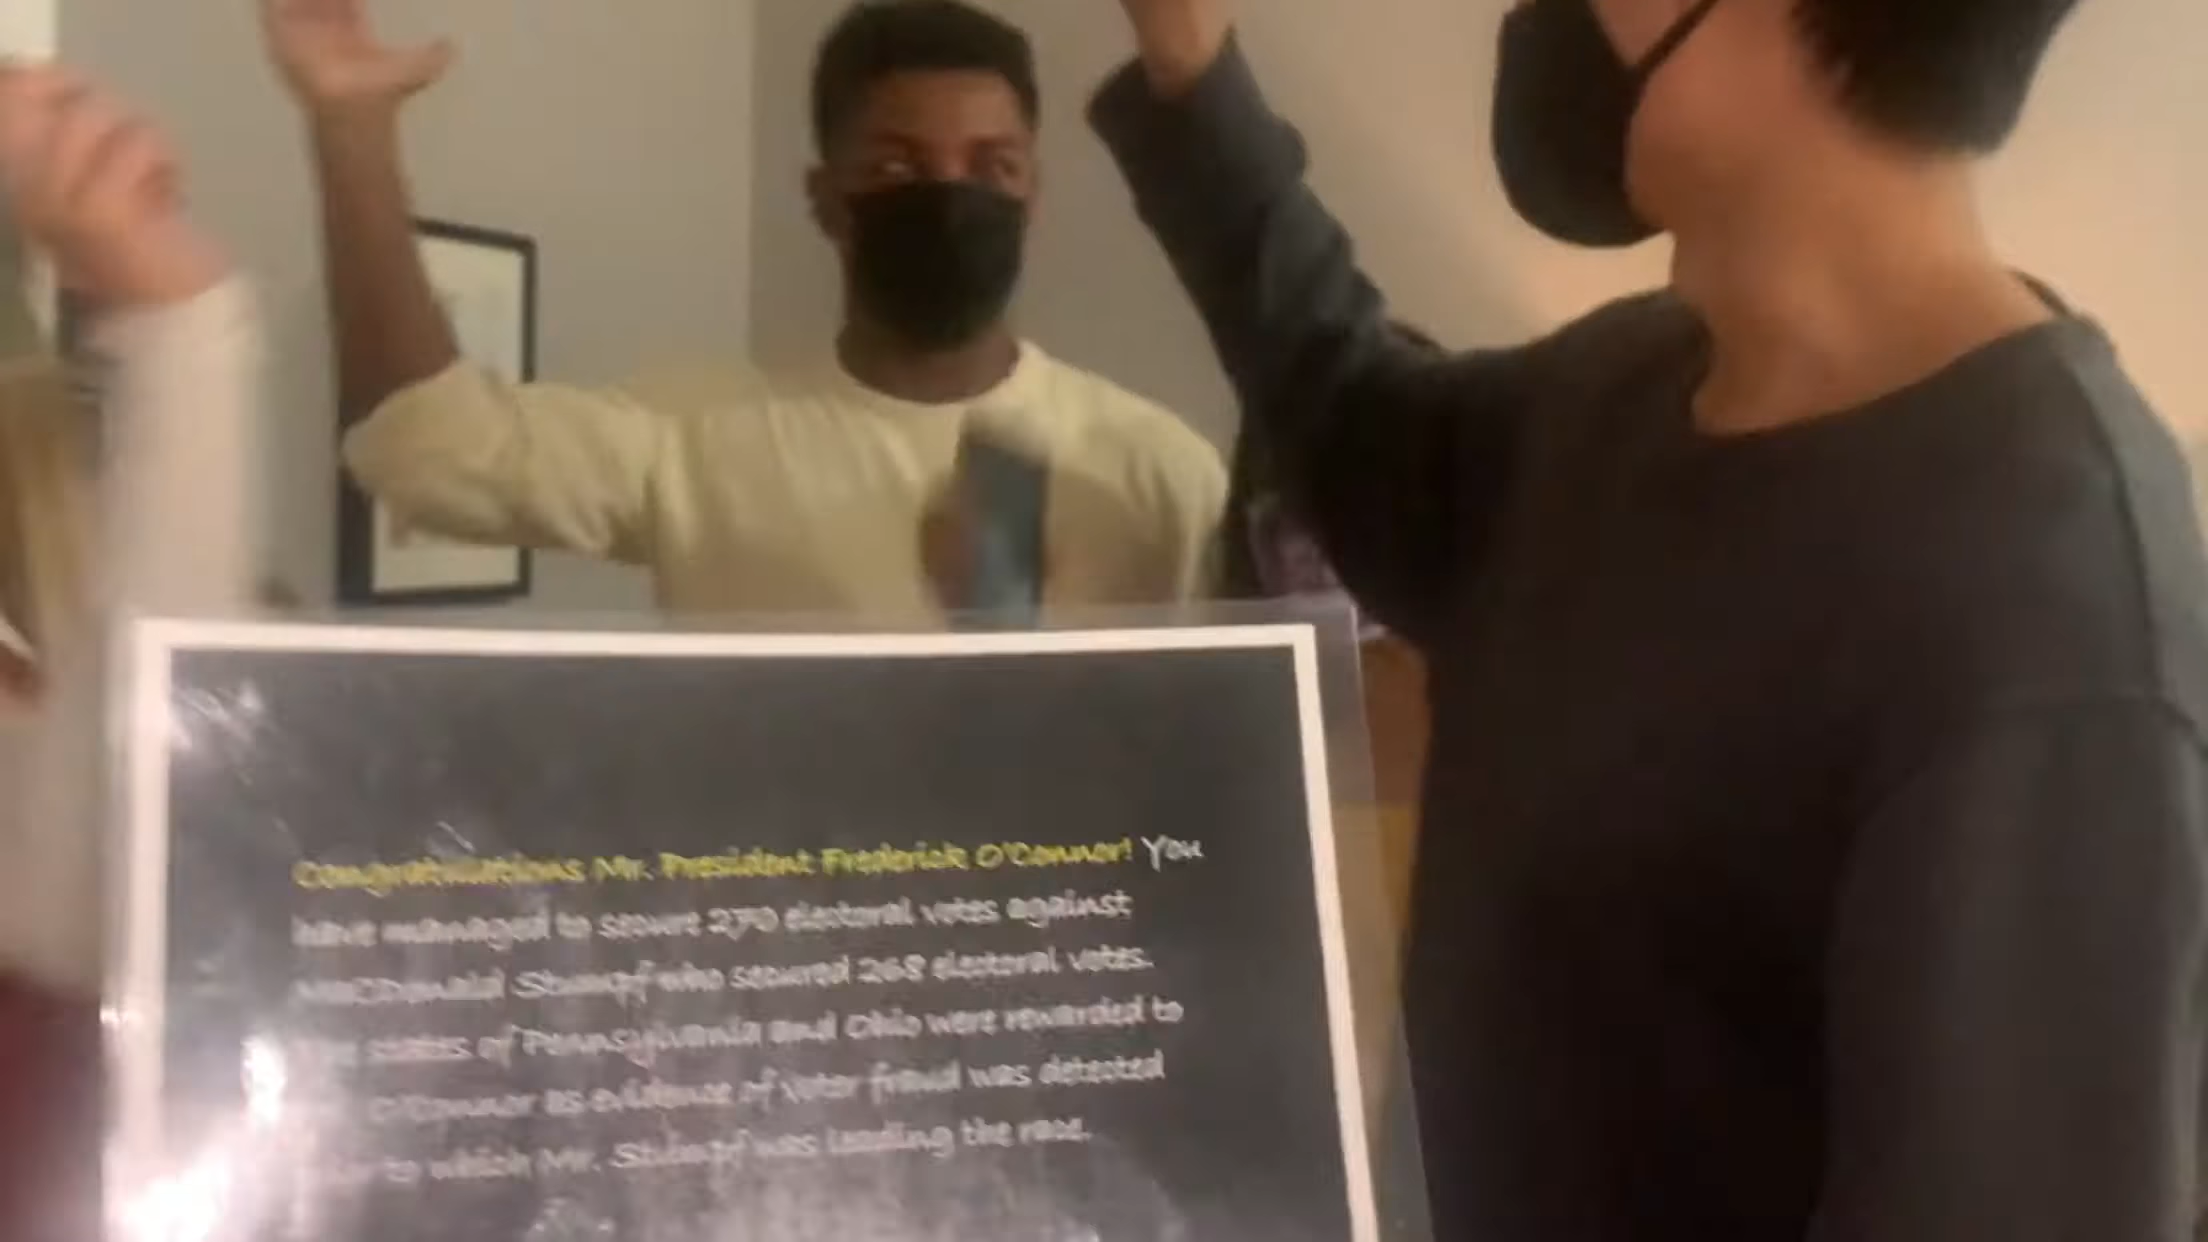 Congratulations Mr. President Frederick O'Connor! You
have managed to secure 270 electoral votes against
MacDonald Stumpf who secured 268 electoral votes.
states of Pennsylvania and Ohio were rewarded to
O'Connor as evidence of voter fraud was detected
to which Mr. Stumpf was leading the race.